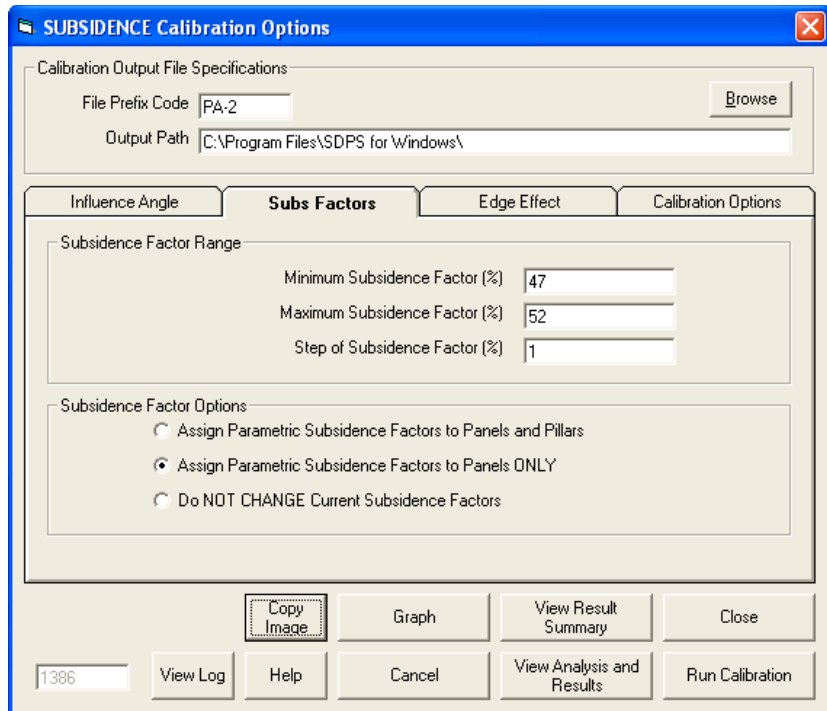 SUBSIDENCE Calibration Options
Calibration Output File Specifications
File Prefix Code PA-2 Browse
Output Path C:\Program Files\SDPS for Windows\
Influence Angle Subs Factors Edge Effect Calibration Options
Subsidence Factor Range
Minimum Subsidence Factor (%) 47
Maximum Subsidence Factor (%) 52
Step of Subsidence Factor (%) 1
Subsidence Factor Options
Assign Parametric Subsidence Factors to Panels and Pillars
Assign Parametric Subsidence Factors to Panels ONLY
Do NOT CHANGE Current Subsidence Factors
Copy Image Graph View Result Summary Close
1386 View Log Help Cancel View Analysis and Results Run Calibration